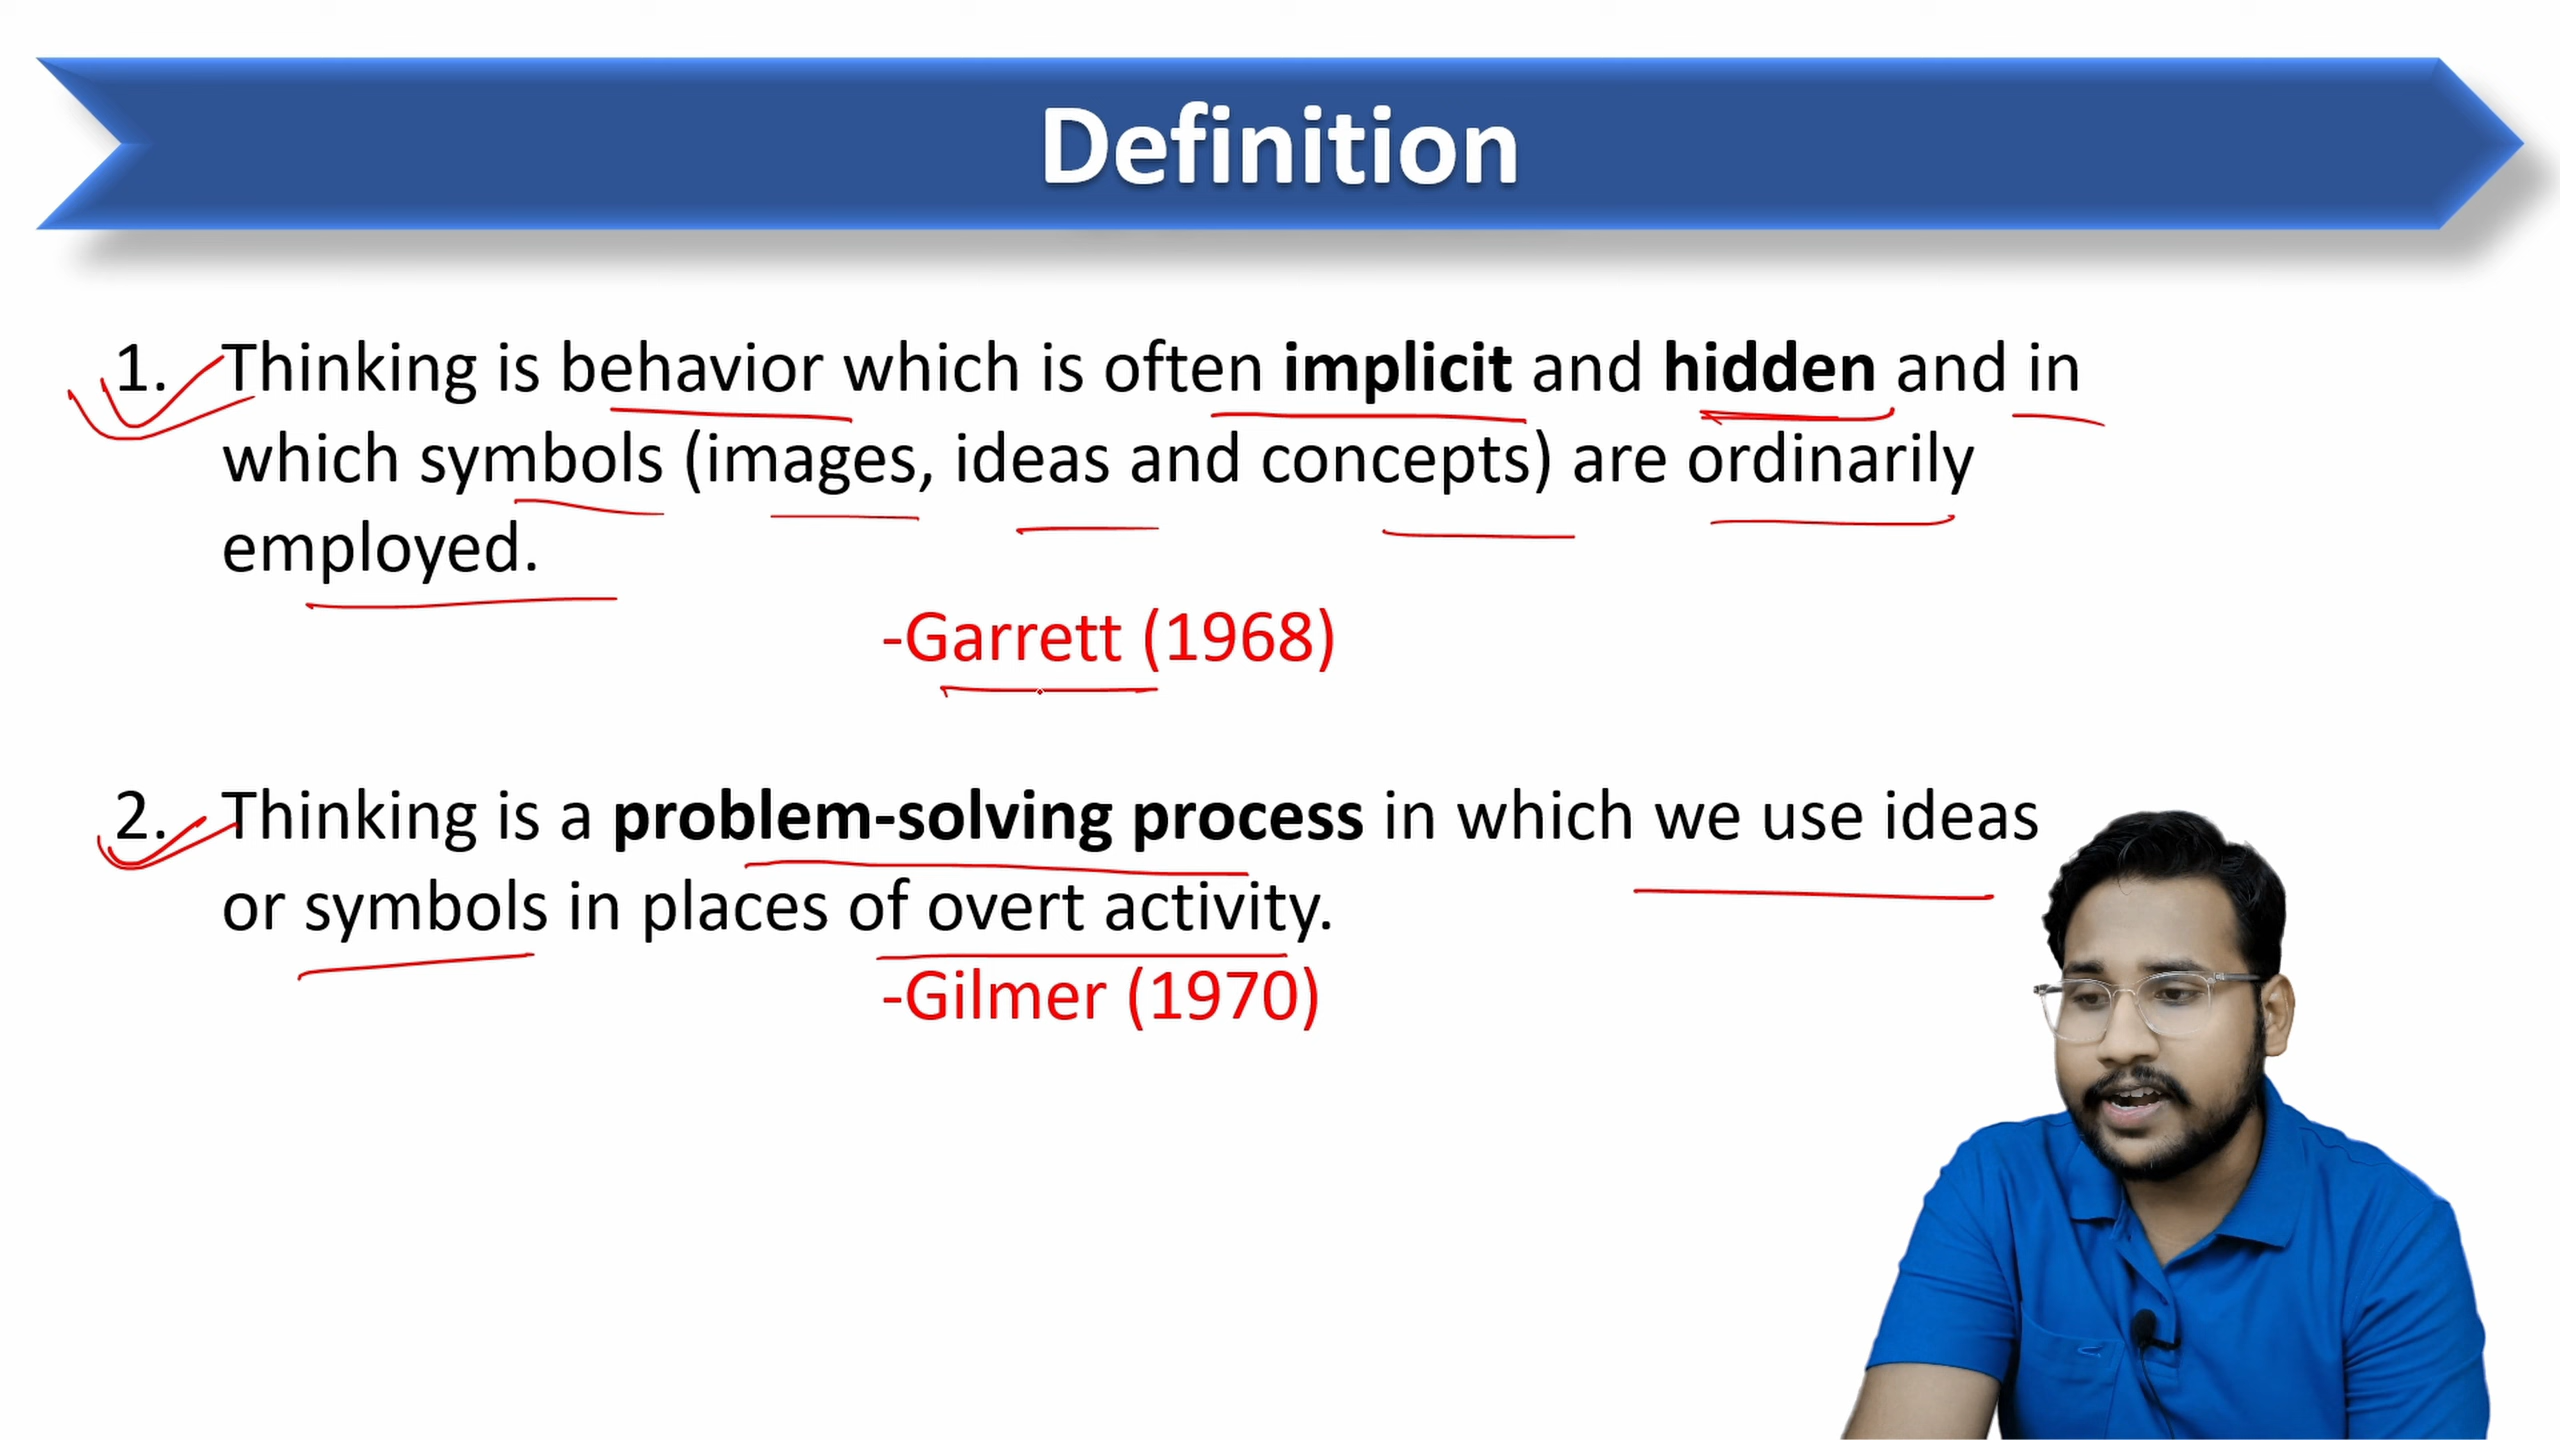 Definition
1. Thinking is behavior which is often implicit and hidden and in
which symbols (images, ideas and concepts) are ordinarily
employed.
-Garrett (1968)
2. Thinking is a problem-solving process in which we use ideas
or symbols in places of overt activity.
-Gilmer (1970)